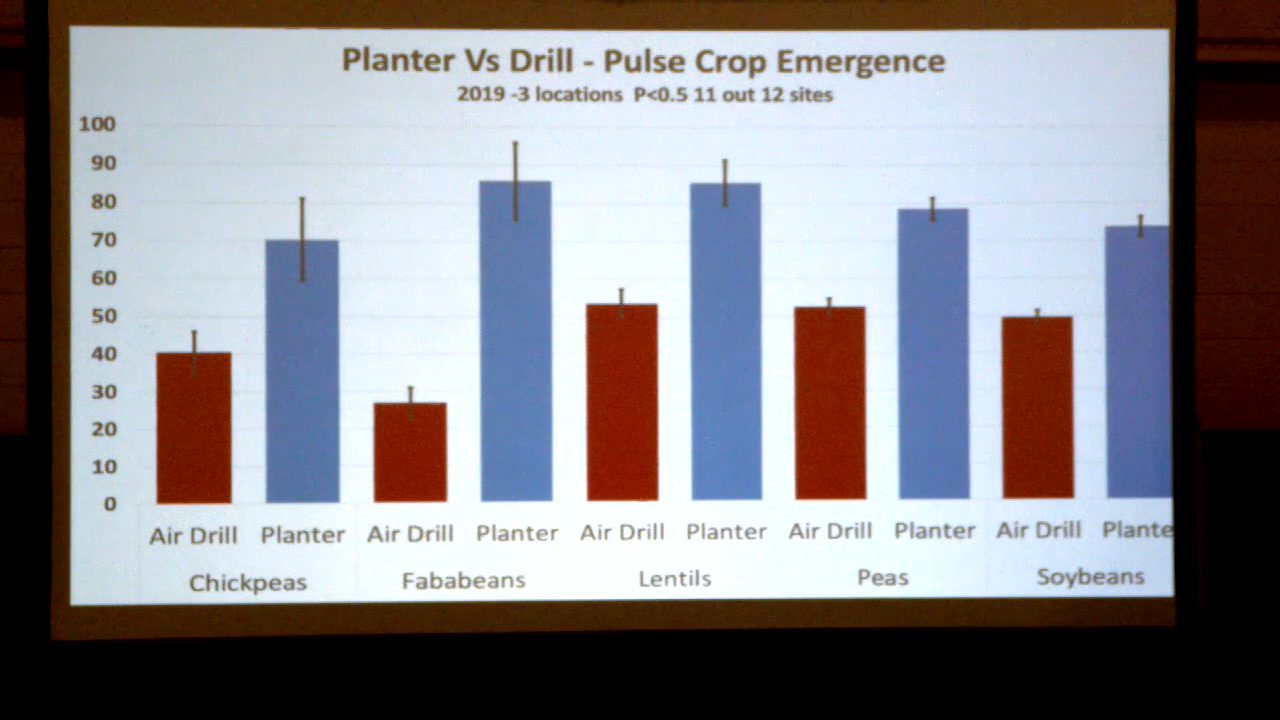 Planter Vs Drill - Pulse Crop Emergence
2019 -3 locations P<0.5 11 out 12 sites
100
90
80
70
60
50
40
30
20
10
0
Air Drill Planter Air Drill Planter Air Drill Planter Air Drill Planter Air Drill Plante
Chickpeas Fababeans Lentils Peas Soybeans